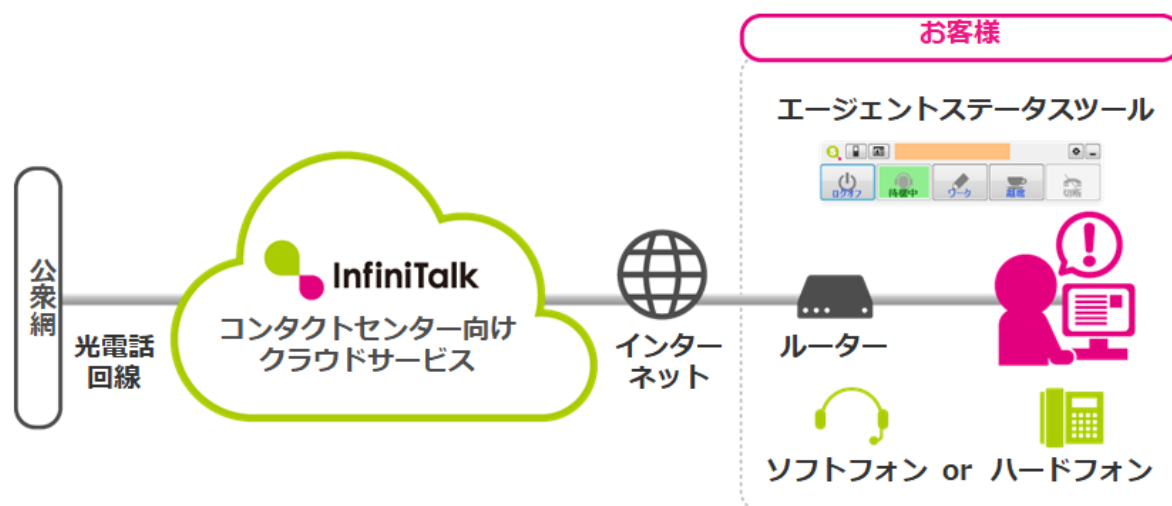 お客様
エージェントステータスツール
ログオフ
待機中
ワーク
離席
切断
公衆網
光電話
回線
InfiniTalk
コンタクトセンター向け
クラウドサービス
インター
ネット
ルーター
ソフトフォン or ハードフォン